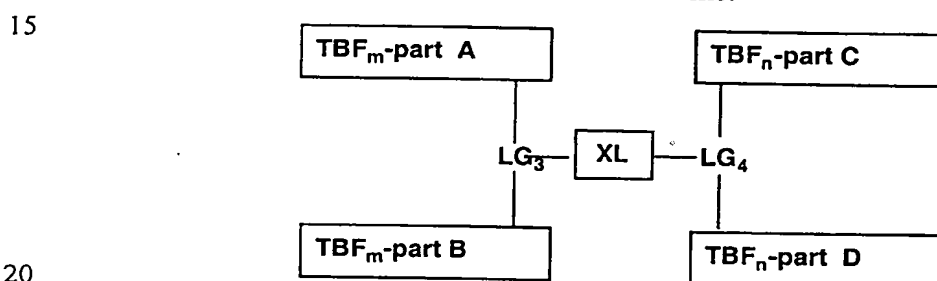 15
TBFm-part A TBFn-part C
LG3 XL LG4
TBFm-part B TBFn-part D
20